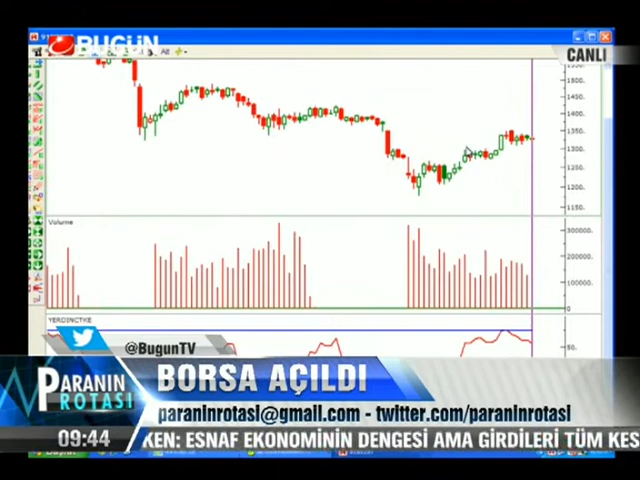 BUGÜN
CANLI
1400.
1350.
1300.
1250.
1200.
1150.
Volume
300000.
200000.
100000.
0
YERDINCTKE
50.
@BugunTV
PARANIN ROTASI
BORSA AÇILDI
paraninrotasi@gmail.com - twitter.com/paraninrotasi
09:44
KEN: ESNAF EKONOMİNİN DENGESİ AMA GİRDİLERİ TÜM KES